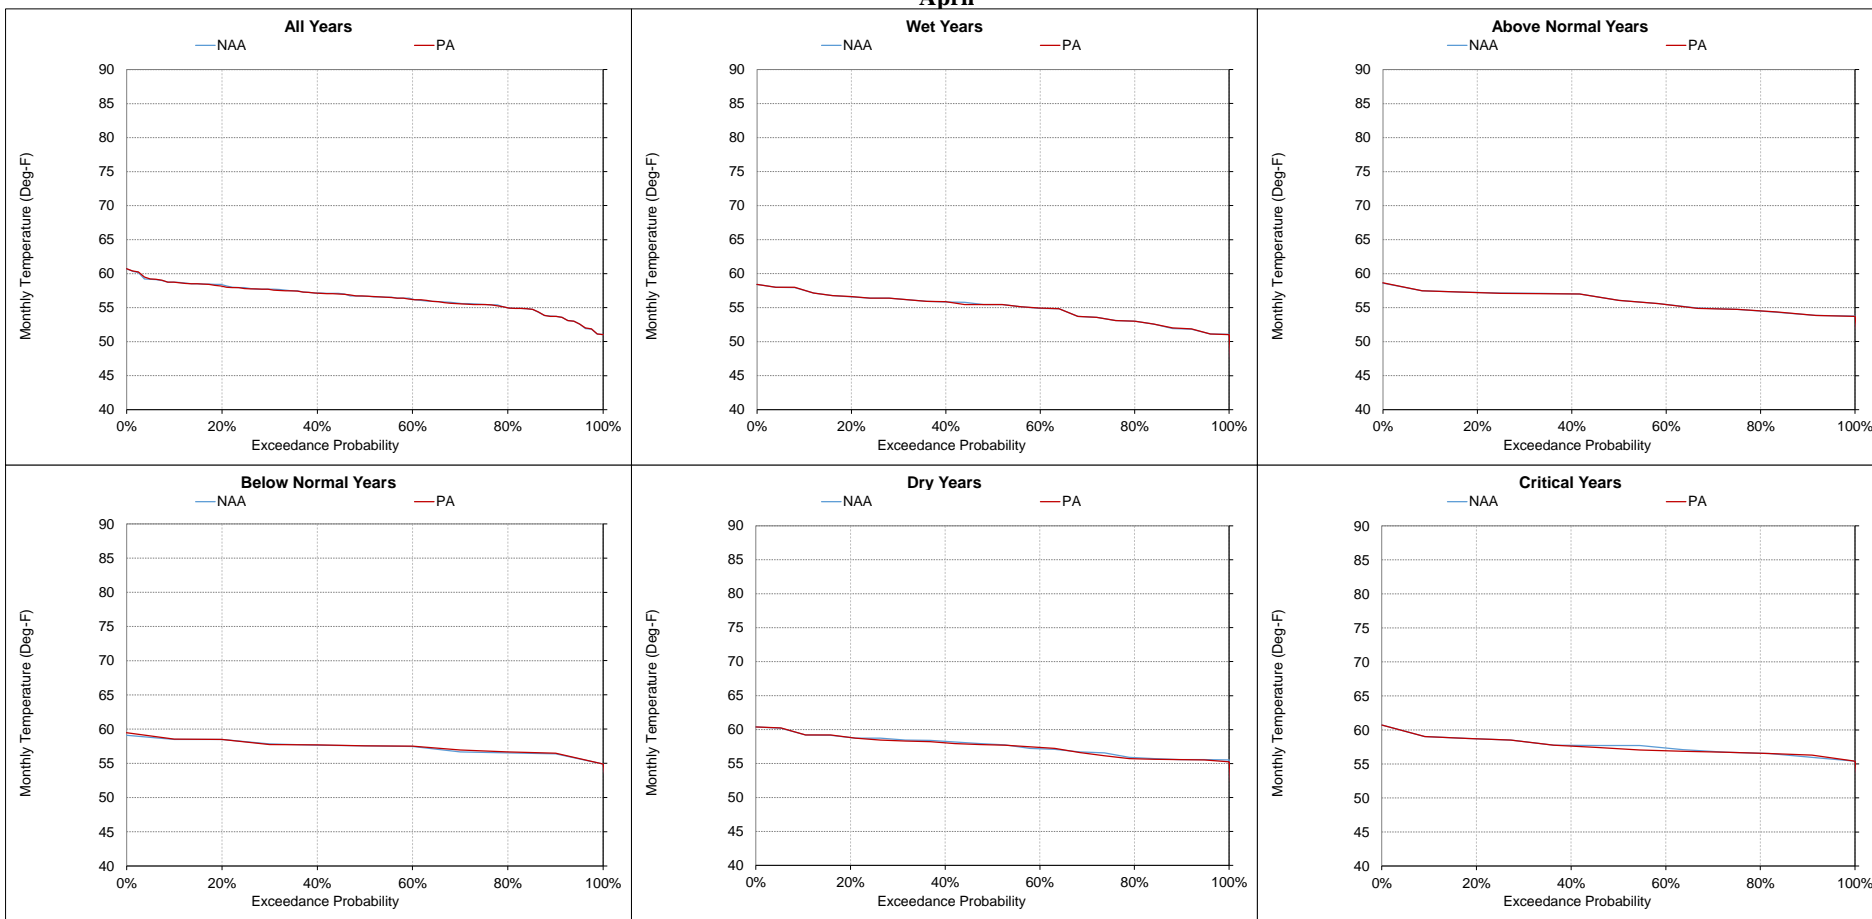 April
All Years
NAA PA
Monthly Temperature (Deg-F)
90
85
80
75
70
65
60
55
50
45
40
0% 20% 40% 60% 80% 100%
Exceedance Probability
Wet Years
NAA PA
Monthly Temperature (Deg-F)
90
85
80
75
70
65
60
55
50
45
40
0% 20% 40% 60% 80% 100%
Exceedance Probability
Above Normal Years
NAA PA
Monthly Temperature (Deg-F)
90
85
80
75
70
65
60
55
50
45
40
0% 20% 40% 60% 80% 100%
Exceedance Probability
Below Normal Years
NAA PA
Monthly Temperature (Deg-F)
90
85
80
75
70
65
60
55
50
45
40
0% 20% 40% 60% 80% 100%
Exceedance Probability
Dry Years
NAA PA
Monthly Temperature (Deg-F)
90
85
80
75
70
65
60
55
50
45
40
0% 20% 40% 60% 80% 100%
Exceedance Probability
Critical Years
NAA PA
Monthly Temperature (Deg-F)
90
85
80
75
70
65
60
55
50
45
40
0% 20% 40% 60% 80% 100%
Exceedance Probability